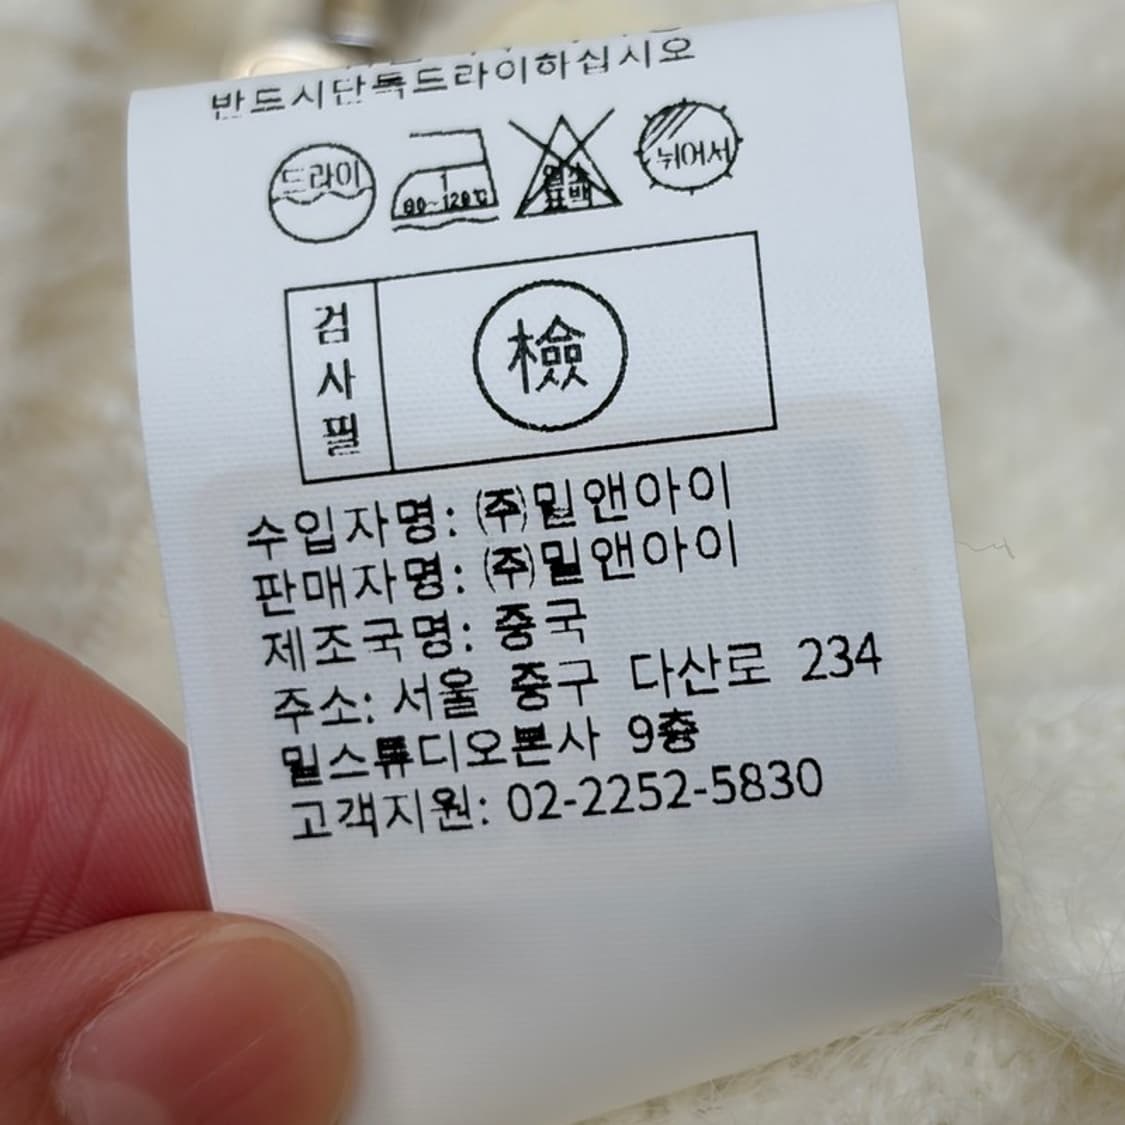 반드시단독드라이하십시오
드라이
80~120℃
염소
표백
뉘어서
검사필
檢
수입자명: ㈜밀앤아이
판매자명: ㈜밀앤아이
제조국명: 중국
주소: 서울 중구 다산로 234
밀스튜디오본사 9층
고객지원: 02-2252-5830